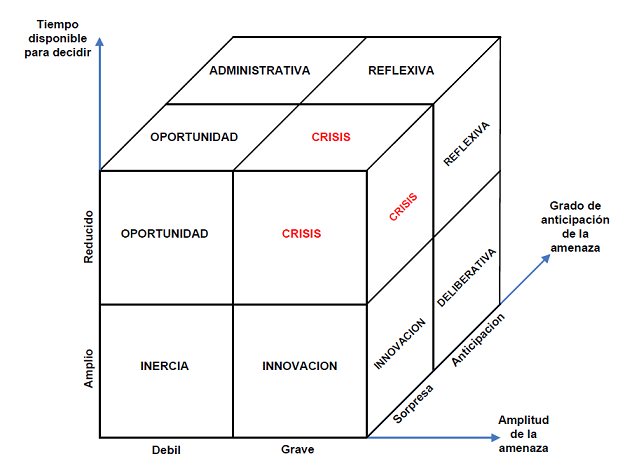 Tiempo
disponible
para decidir
ADMINISTRATIVA
REFLEXIVA
OPORTUNIDAD
CRISIS
REFLEXIVA
CRISIS
Grado de
anticipación
de la
amenaza
Reducido
OPORTUNIDAD
CRISIS
DELIBERATIVA
Amplio
INERCIA
INNOVACION
INNOVACION
Anticipacion
Sorpresa
Amplitud
de la
amenaza
Debil
Grave